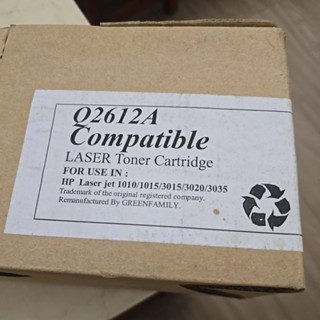 Q2612A
Compatible
LASER Toner Cartridge
FOR USE IN :
HP Laser jet 1010/1015/3015/3020/3035
Trademark of the original registered company.
Remanufactured By GREENFAMILY.